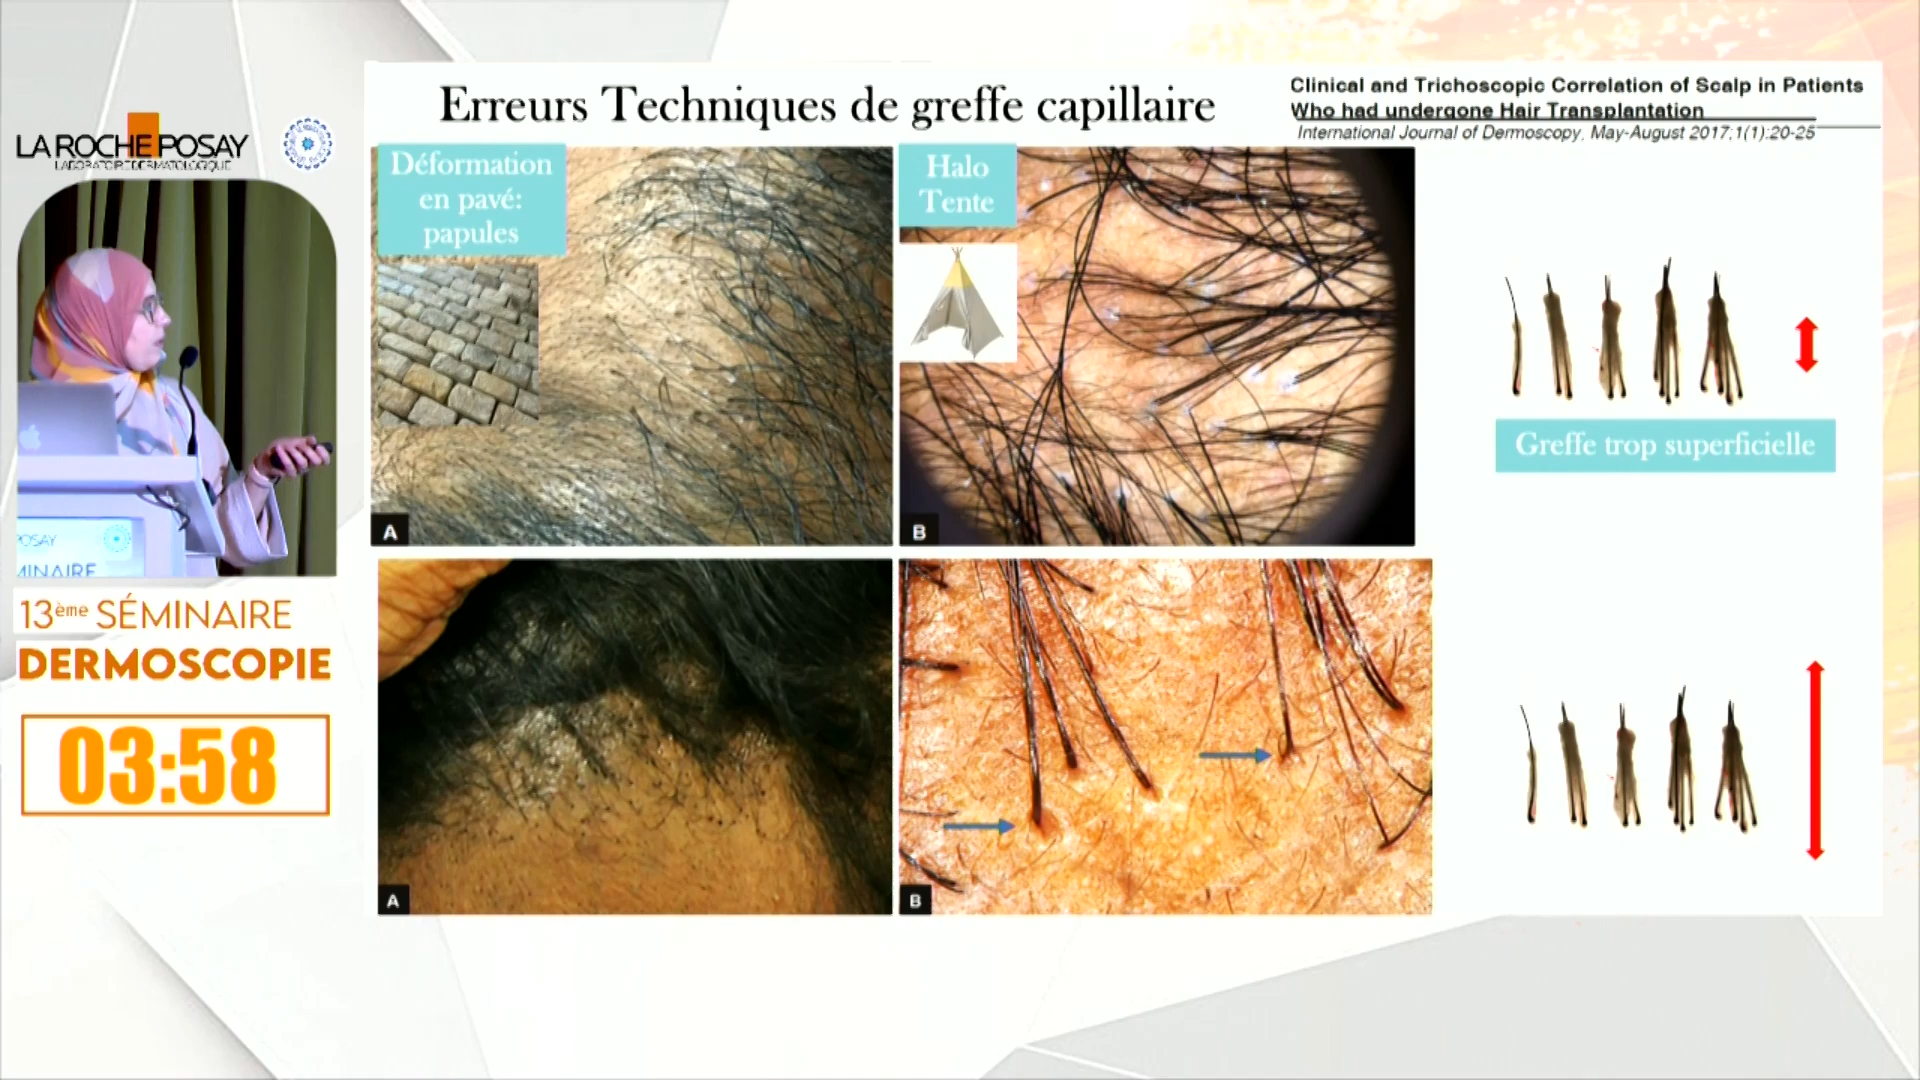 LA ROCHE POSAY
LABORATOIRE DERMATOLOGIQUE
Erreurs Techniques de greffe capillaire
Clinical and Trichoscopic Correlation of Scalp in Patients
Who had undergone Hair Transplantation
International Journal of Dermoscopy, May-August 2017;1(1):20-25
Déformation
en pavé:
papules
Halo
Tente
A
B
Greffe trop superficielle
A
B
POSAY
MINAIRE
13ème SÉMINAIRE
DERMOSCOPIE
03:58